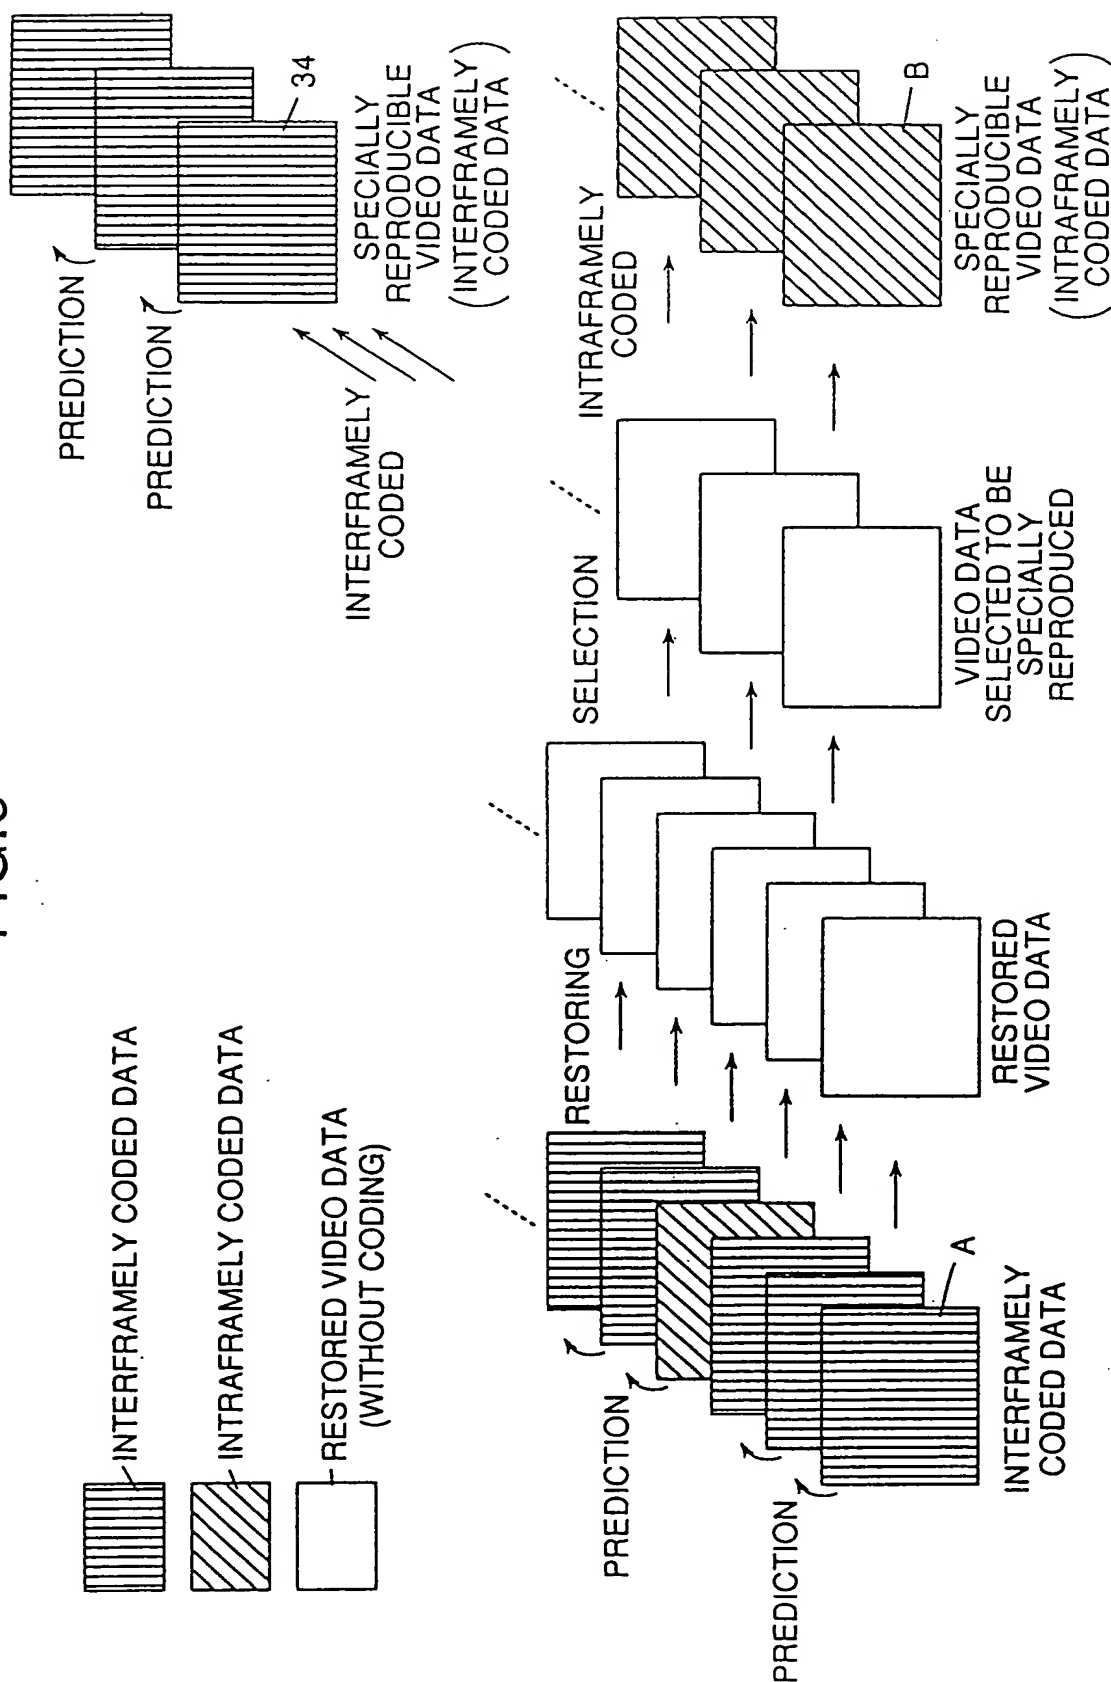 INTERFRAMELY CODED DATA
INTRAFRAMELY CODED DATA
RESTORED VIDEO DATA
(WITHOUT CODING)
PREDICTION
PREDICTION
INTERFRAMELY
CODED
34
SPECIALLY
REPRODUCIBLE
VIDEO DATA
(INTERFRAMELY
CODED DATA)
PREDICTION
PREDICTION
A
INTERFRAMELY
CODED DATA
RESTORING
RESTORED
VIDEO DATA
SELECTION
VIDEO DATA
SELECTED TO BE
SPECIALLY
REPRODUCED
INTRAFRAMELY
CODED
B
SPECIALLY
REPRODUCIBLE
VIDEO DATA
(INTRAFRAMELY
CODED DATA)